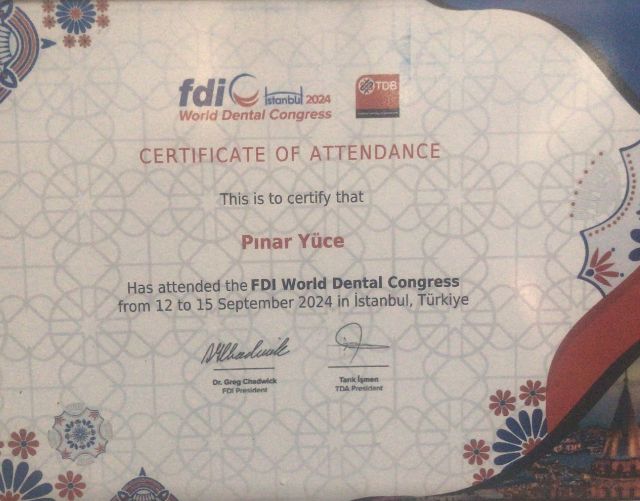 fdi İstanbul 2024
World Dental Congress
TDB
CERTIFICATE OF ATTENDANCE
This is to certify that
Pınar Yüce
Has attended the FDI World Dental Congress
from 12 to 15 September 2024 in İstanbul, Türkiye
Dr. Greg Chadwick
FDI President
Tarık İşmen
TDA President